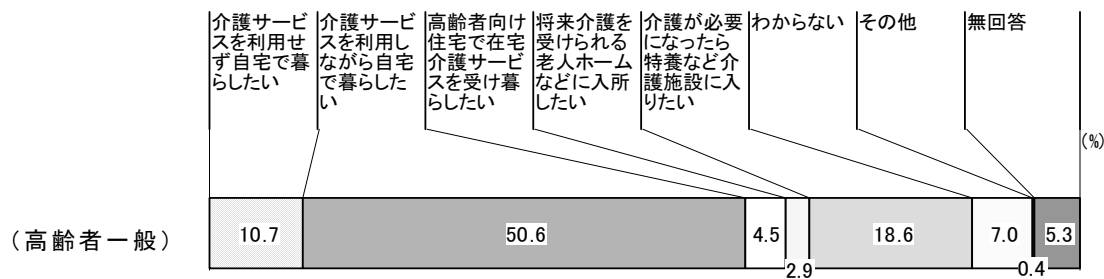 介護サービ
スを利用せ
ず自宅で暮
らしたい
介護サービ
スを利用し
ながら自宅
で暮らした
い
高齢者向け
住宅で在宅
介護サービ
スを受け暮
らしたい
将来介護を
受けられる
老人ホーム
などに入所
したい
介護が必要
になったら
特養など介
護施設に入
りたい
わからない
その他
無回答
(%)
(高齢者一般)
10.7
50.6
4.5
2.9
18.6
7.0
0.4
5.3